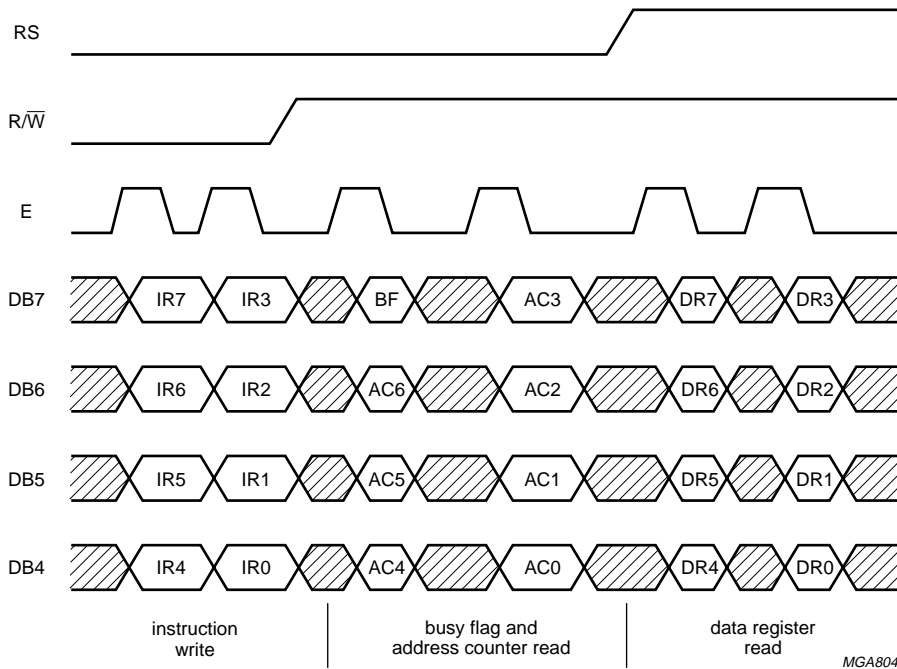 RS
R/W̅
E
DB7 IR7 IR3 BF AC3 DR7 DR3
DB6 IR6 IR2 AC6 AC2 DR6 DR2
DB5 IR5 IR1 AC5 AC1 DR5 DR1
DB4 IR4 IR0 AC4 AC0 DR4 DR0
instruction
write
busy flag and
address counter read
data register
read
MGA804